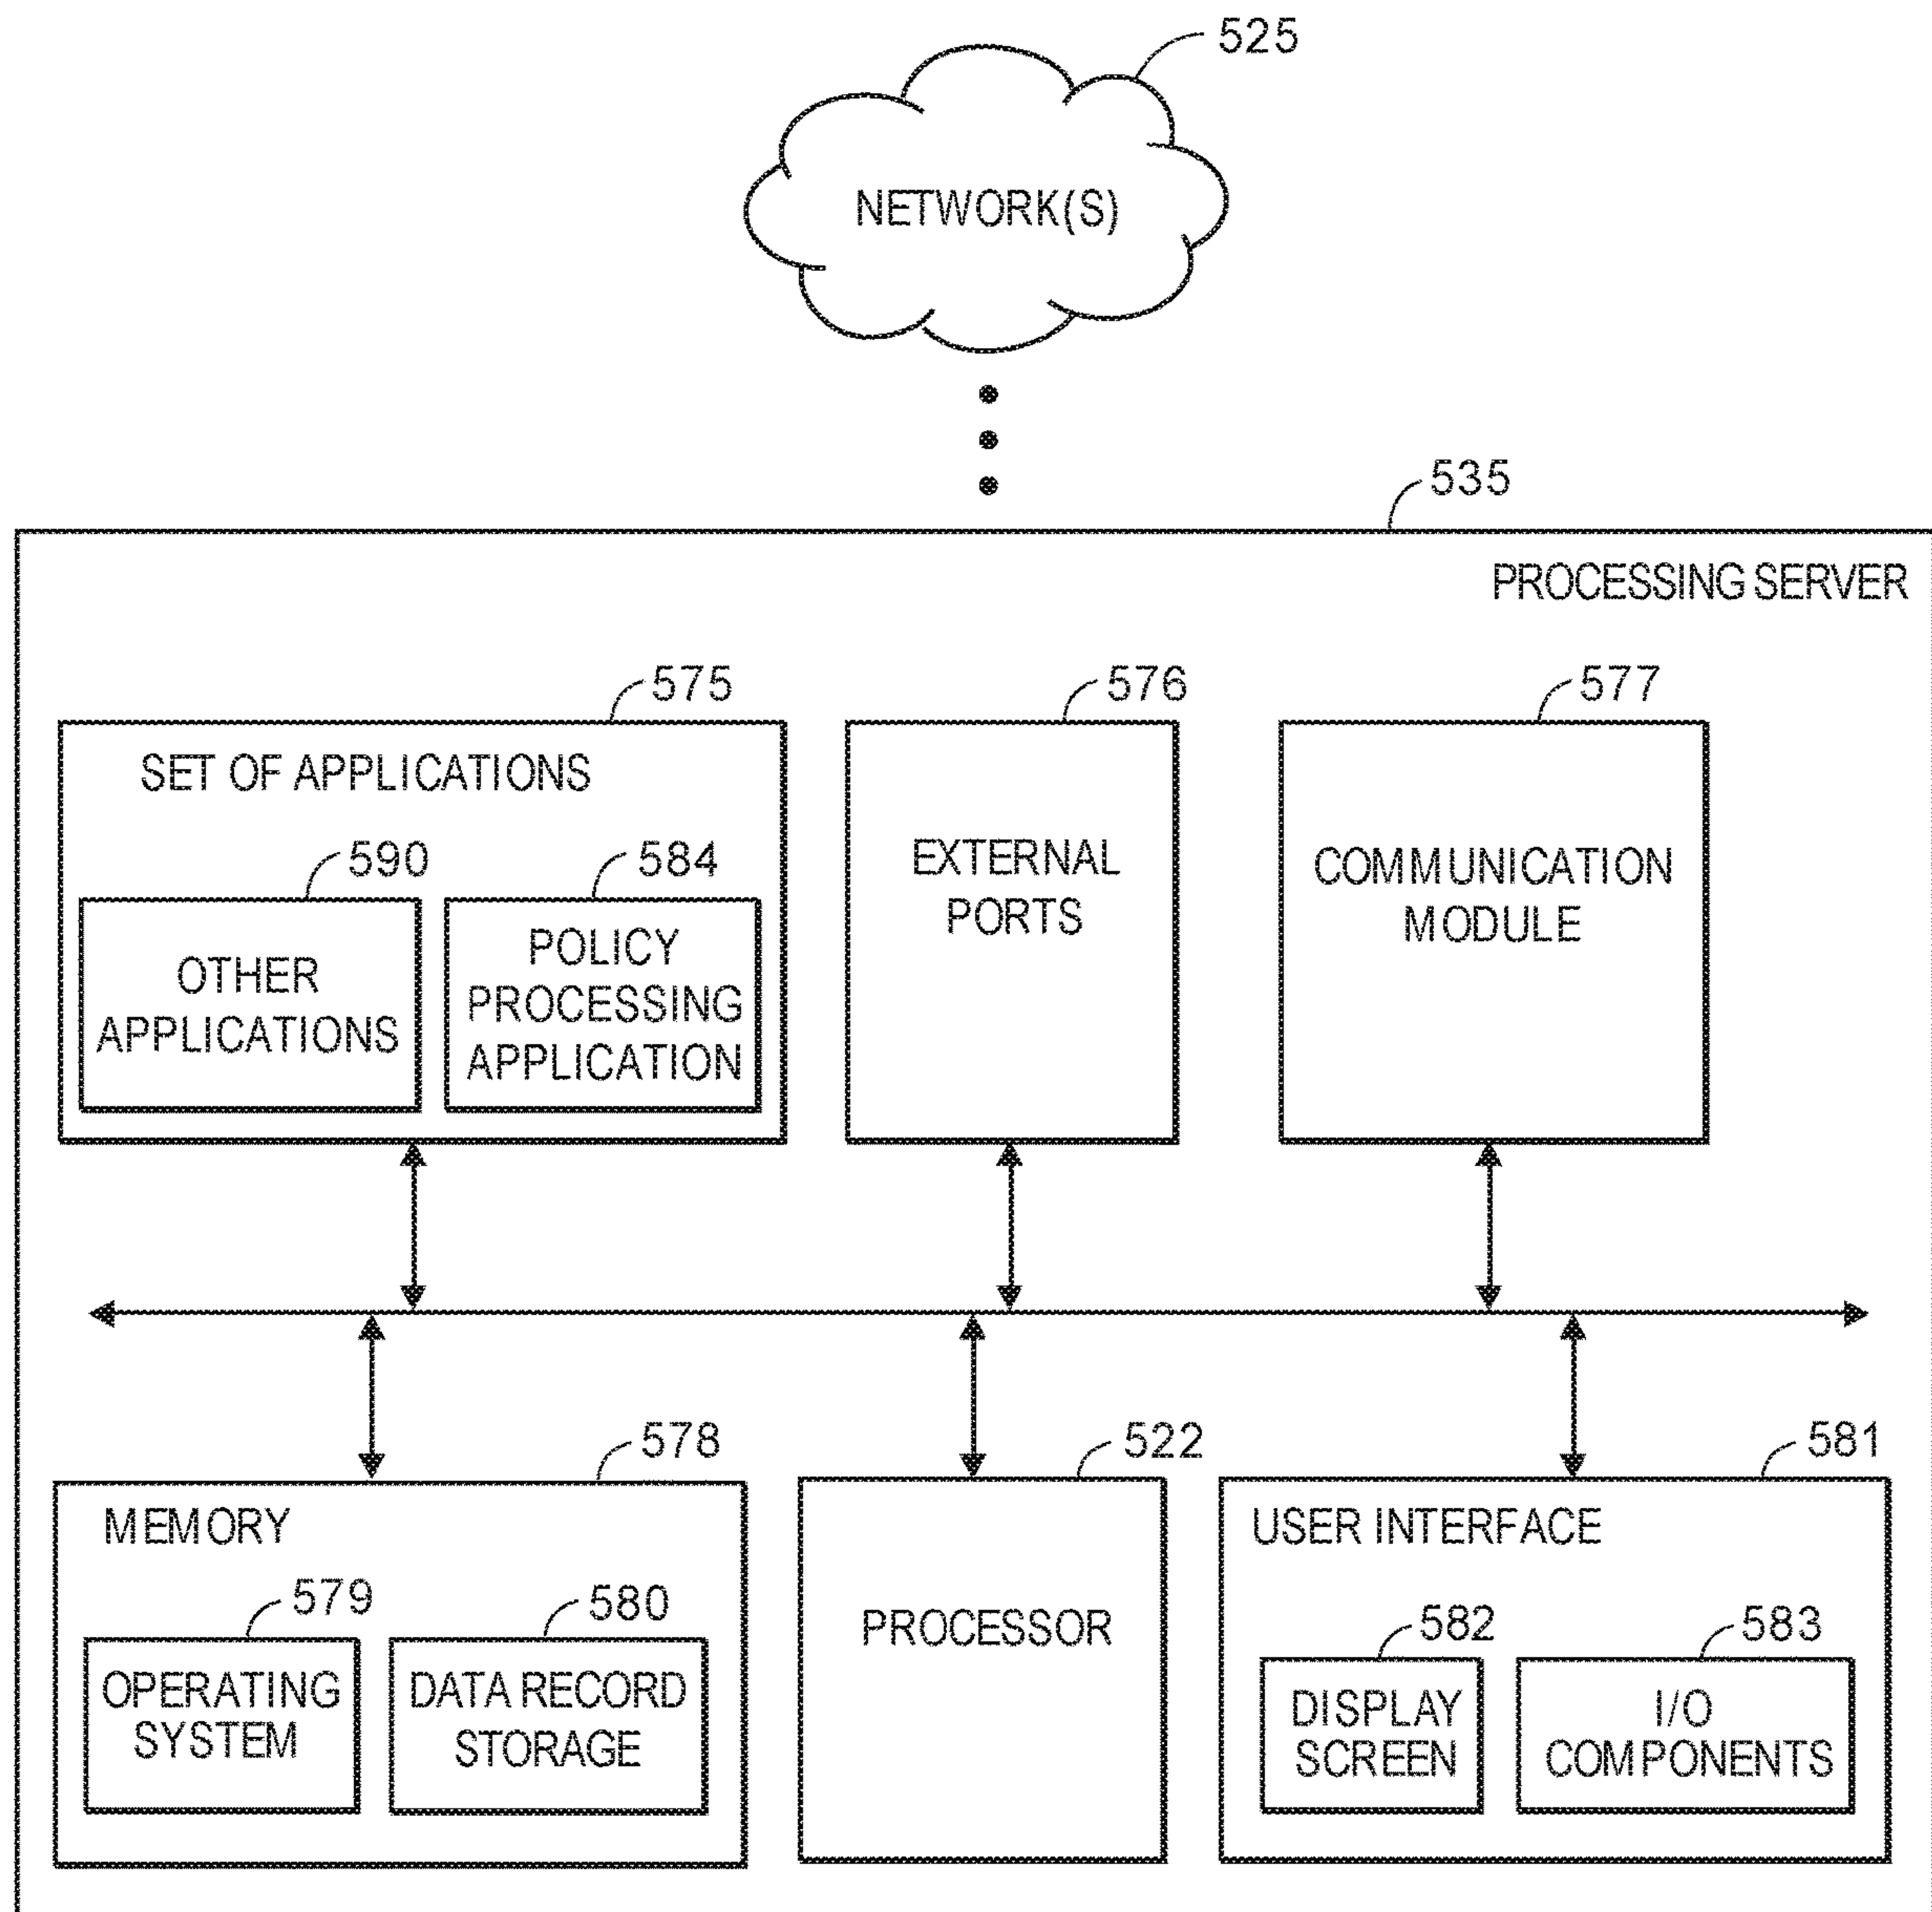 525
NETWORK(S)
535
PROCESSING SERVER
575
576
577
SET OF APPLICATIONS
590
584
OTHER
APPLICATIONS
POLICY
PROCESSING
APPLICATION
EXTERNAL
PORTS
COMMUNICATION
MODULE
578
522
581
MEMORY
579
580
OPERATING
SYSTEM
DATA RECORD
STORAGE
PROCESSOR
USER INTERFACE
582
583
DISPLAY
SCREEN
I/O
COMPONENTS